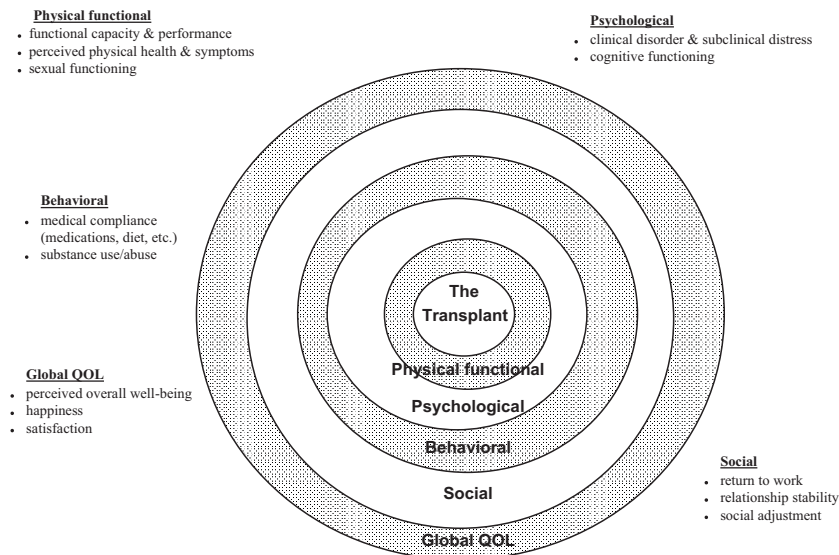 Physical functional
• functional capacity & performance
• perceived physical health & symptoms
• sexual functioning
Psychological
• clinical disorder & subclinical distress
• cognitive functioning
Behavioral
• medical compliance
(medications, diet, etc.)
• substance use/abuse
Global QOL
• perceived overall well-being
• happiness
• satisfaction
The
Transplant
Physical functional
Psychological
Behavioral
Social
Global QOL
Social
• return to work
• relationship stability
• social adjustment